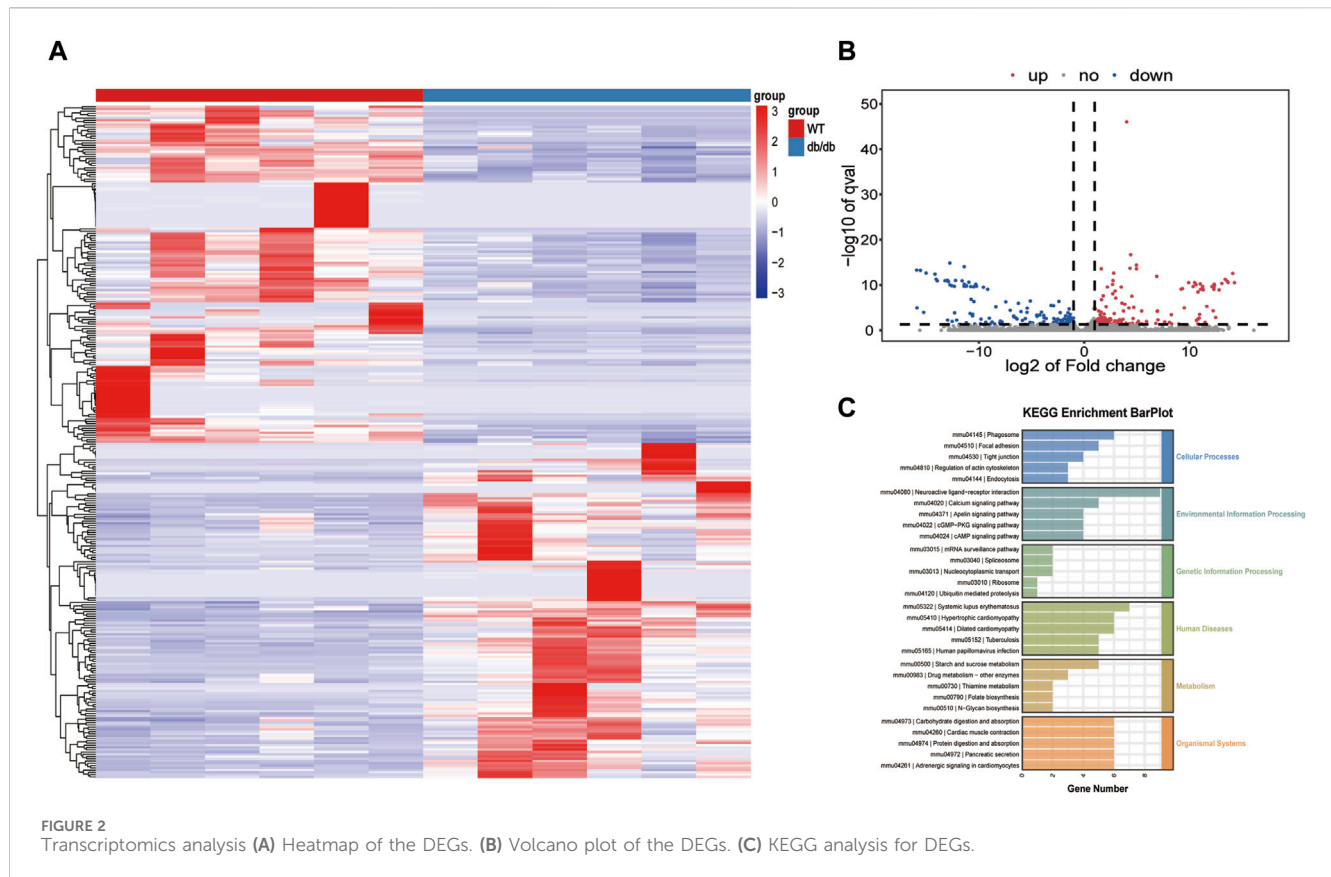 A
group
3
2
1
0
−1
−2
−3
group
WT
db/db
B
up no down
50
40
30
20
10
0
−10 0 10
−log10 of qval
log2 of Fold change
C
KEGG Enrichment BarPlot
mmu04145 | Phagosome
mmu04510 | Focal adhesion
mmu04530 | Tight junction
mmu04810 | Regulation of actin cytoskeleton
mmu04144 | Endocytosis
Cellular Processes
mmu04080 | Neuroactive ligand−receptor interaction
mmu04020 | Calcium signaling pathway
mmu04371 | Apelin signaling pathway
mmu04022 | cGMP−PKG signaling pathway
mmu04024 | cAMP signaling pathway
Environmental Information Processing
mmu03015 | mRNA surveillance pathway
mmu03040 | Spliceosome
mmu03013 | Nucleocytoplasmic transport
mmu03010 | Ribosome
mmu04120 | Ubiquitin mediated proteolysis
Genetic Information Processing
mmu05322 | Systemic lupus erythematosus
mmu05410 | Hypertrophic cardiomyopathy
mmu05414 | Dilated cardiomyopathy
mmu05152 | Tuberculosis
mmu05165 | Human papillomavirus infection
Human Diseases
mmu00500 | Starch and sucrose metabolism
mmu00983 | Drug metabolism − other enzymes
mmu00730 | Thiamine metabolism
mmu00790 | Folate biosynthesis
mmu00510 | N−Glycan biosynthesis
Metabolism
mmu04973 | Carbohydrate digestion and absorption
mmu04260 | Cardiac muscle contraction
mmu04974 | Protein digestion and absorption
mmu04972 | Pancreatic secretion
mmu04261 | Adrenergic signaling in cardiomyocytes
Organismal Systems
0 2 4 6 8
Gene Number
FIGURE 2
Transcriptomics analysis (A) Heatmap of the DEGs. (B) Volcano plot of the DEGs. (C) KEGG analysis for DEGs.